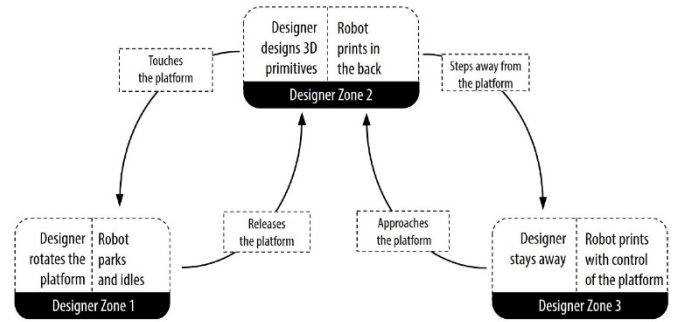 Designer
designs 3D
primitives
Robot
prints in
the back
Designer Zone 2
Touches
the platform
Steps away from
the platform
Releases
the platform
Approaches
the platform
Designer
rotates the
platform
Robot
parks
and idles
Designer Zone 1
Designer
stays away
Robot prints
with control
of the platform
Designer Zone 3